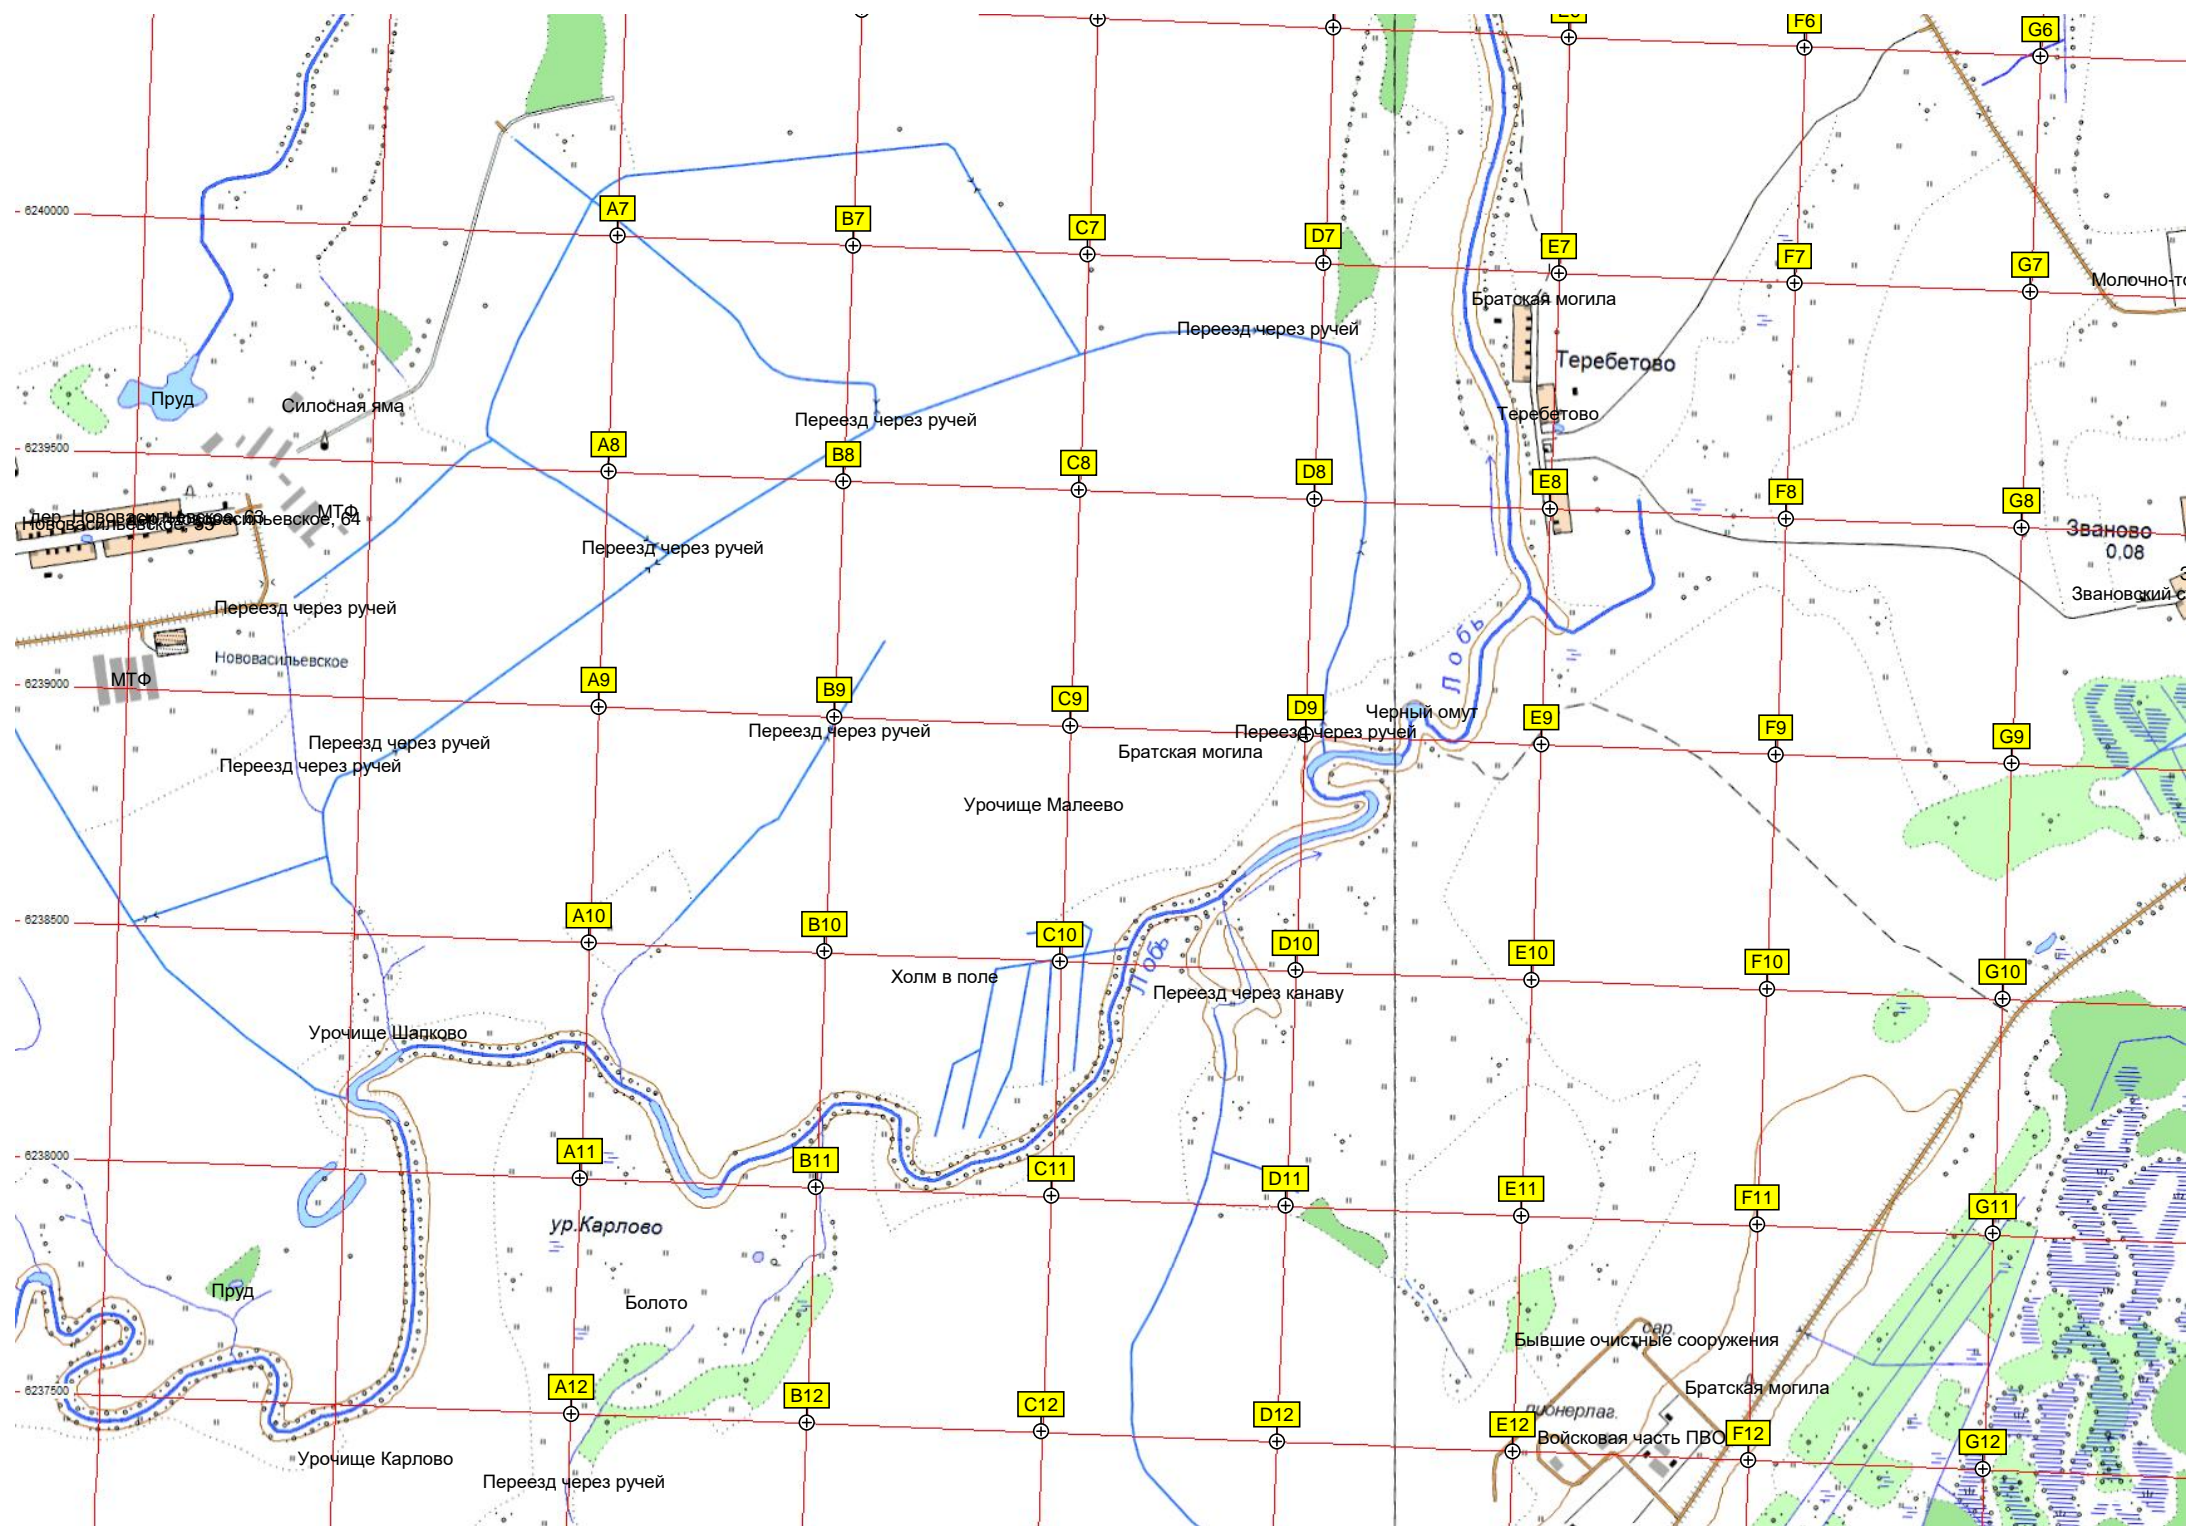 F6
G6
6240000
A7
B7
C7
D7
E7
F7
G7
Молочно-то
Братская могила
Переезд через ручей
Теребетово
Пруд
Силосная яма
Теребетово
Переезд через ручей
6239500
A8
B8
C8
D8
E8
F8
G8
МТФ
Званово
0,08
Переезд через ручей
Звановский с
Переезд через ручей
Лобь
Нововасильевское
МТФ
6239000
A9
B9
C9
D9
E9
F9
G9
Черный омут
Переезд через ручей
Переезд через ручей
Переезд через ручей
Братская могила
Переезд через ручей
Урочище Малеево
6238500
A10
B10
C10
D10
E10
F10
G10
Лобь
Холм в поле
Переезд через канаву
Урочище Шапково
6238000
A11
B11
C11
D11
E11
F11
G11
ур.Карлово
Пруд
Болото
сар.
Бывшие очистные сооружения
6237500
A12
B12
C12
D12
E12
F12
G12
Братская могила
пионерлаг.
Войсковая часть ПВО
Урочище Карлово
Переезд через ручей